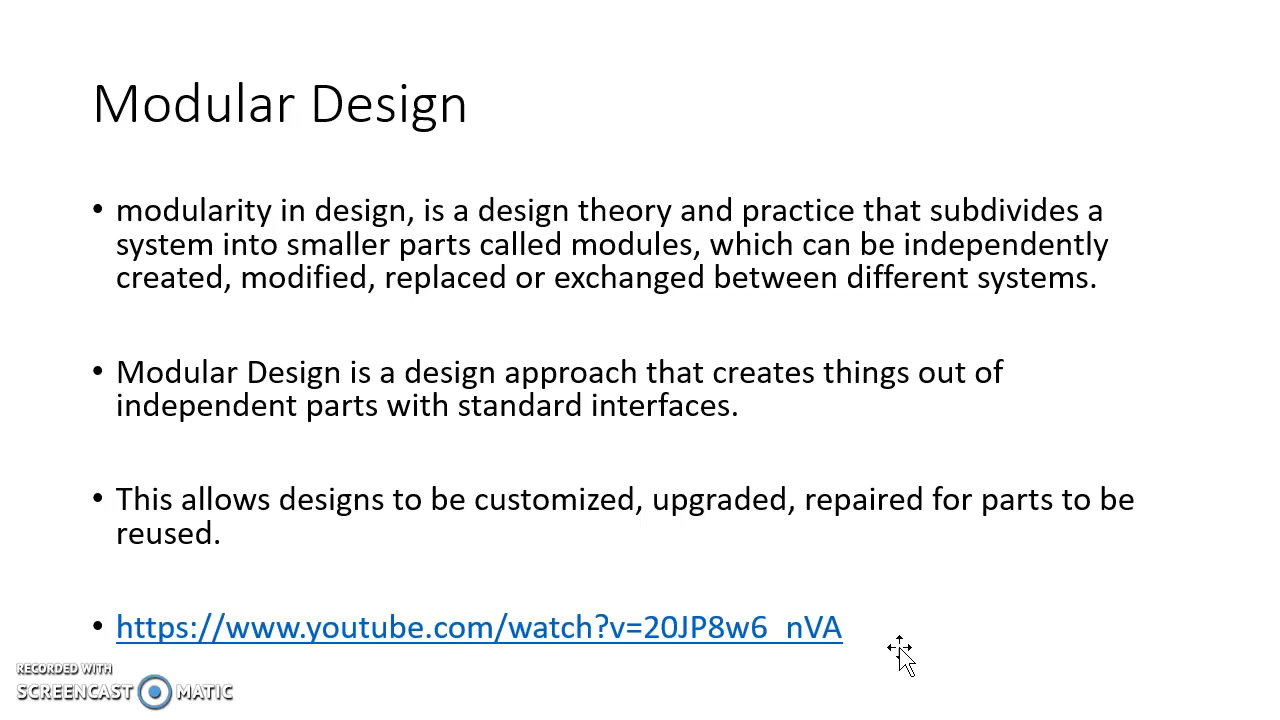 Modular Design
• modularity in design, is a design theory and practice that subdivides a
system into smaller parts called modules, which can be independently
created, modified, replaced or exchanged between different systems.
• Modular Design is a design approach that creates things out of
independent parts with standard interfaces.
• This allows designs to be customized, upgraded, repaired for parts to be
reused.
• https://www.youtube.com/watch?v=20JP8w6_nVA
RECORDED WITH
SCREENCAST MATIC